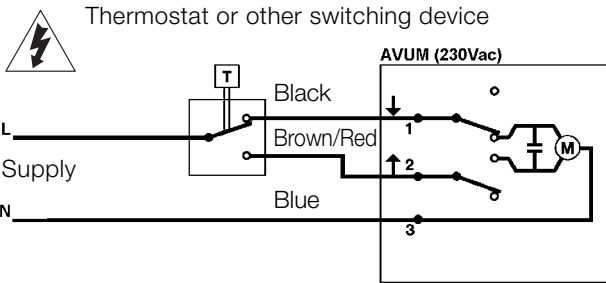 Thermostat or other switching device
AVUM (230Vac)
T
Black
L
1
Brown/Red
M
Supply
2
Blue
N
3